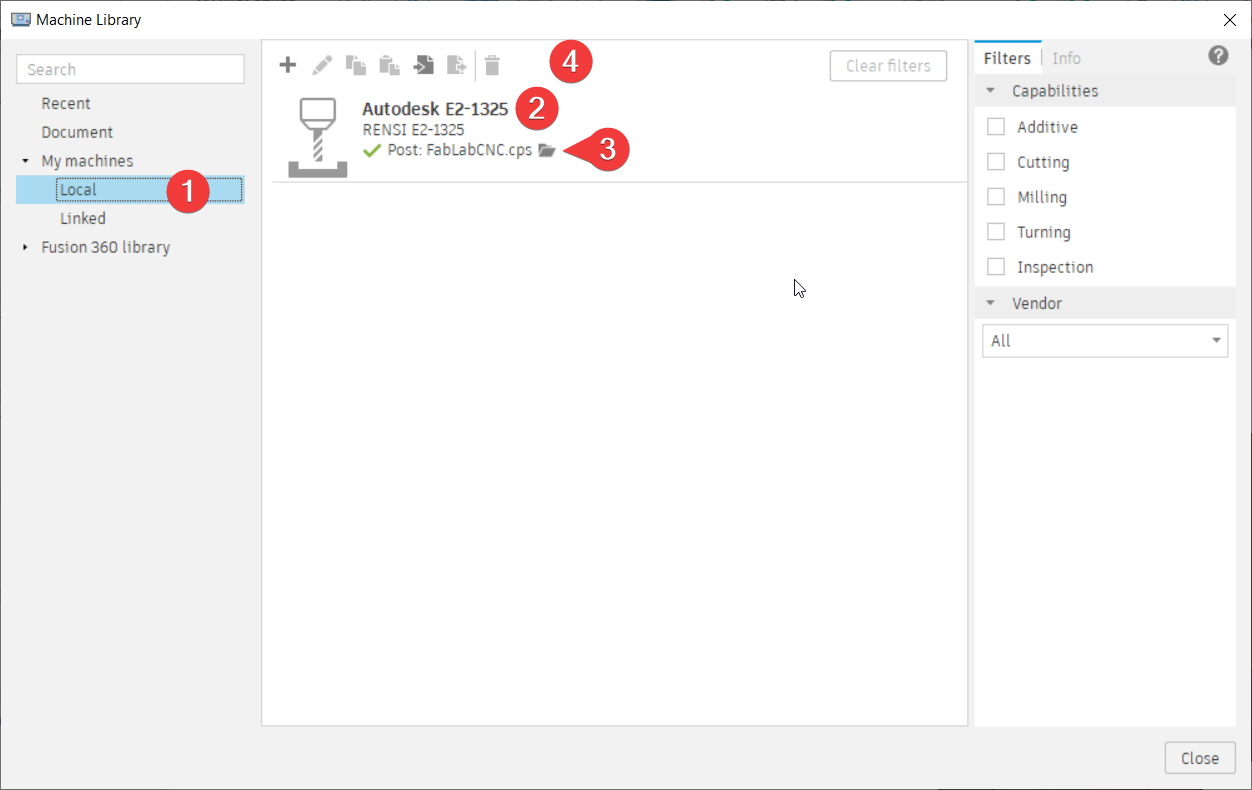 Machine Library
Search
Recent
Document
My machines
Local
1
Linked
Fusion 360 library
4
Clear filters
Autodesk E2-1325
2
RENSI E2-1325
Post: FabLabCNC.cps
3
Filters
Info
?
Capabilities
Additive
Cutting
Milling
Turning
Inspection
Vendor
All
Close